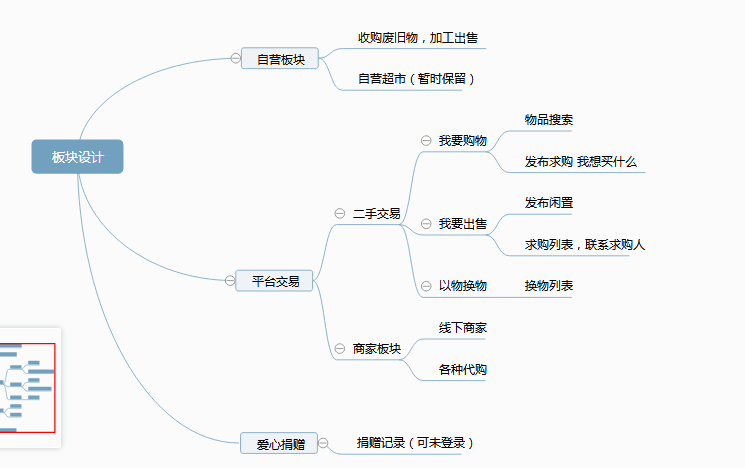 板块设计
自营板块
收购废旧物，加工出售
自营超市（暂时保留）
平台交易
二手交易
我要购物
物品搜索
发布求购 我想买什么
我要出售
发布闲置
求购列表，联系求购人
以物换物
换物列表
商家板块
线下商家
各种代购
爱心捐赠
捐赠记录（可未登录）